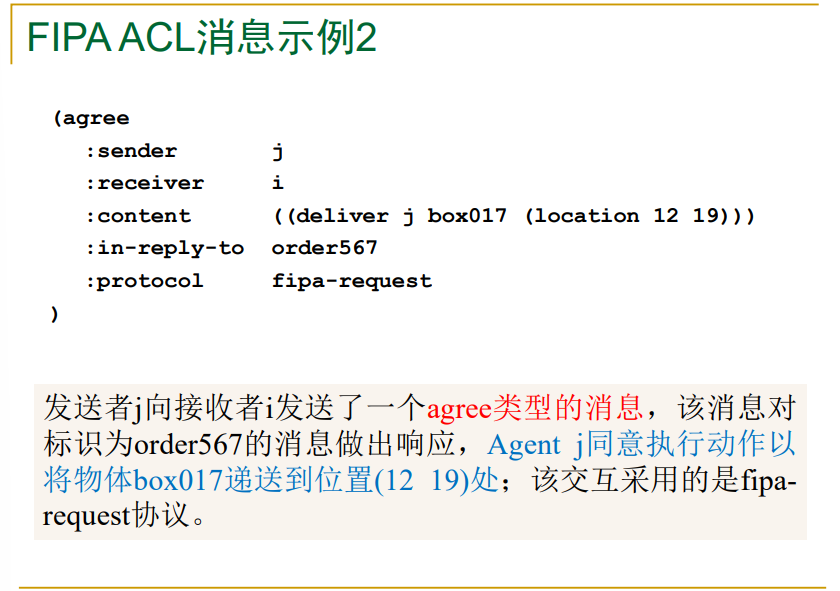 FIPA ACL消息示例2
(agree
:sender j
:receiver i
:content ((deliver j box017 (location 12 19)))
:in-reply-to order567
:protocol fipa-request
)
发送者j向接收者i发送了一个agree类型的消息，该消息对
标识为order567的消息做出响应，Agent j同意执行动作以
将物体box017递送到位置(12 19)处；该交互采用的是fipa-
request协议。